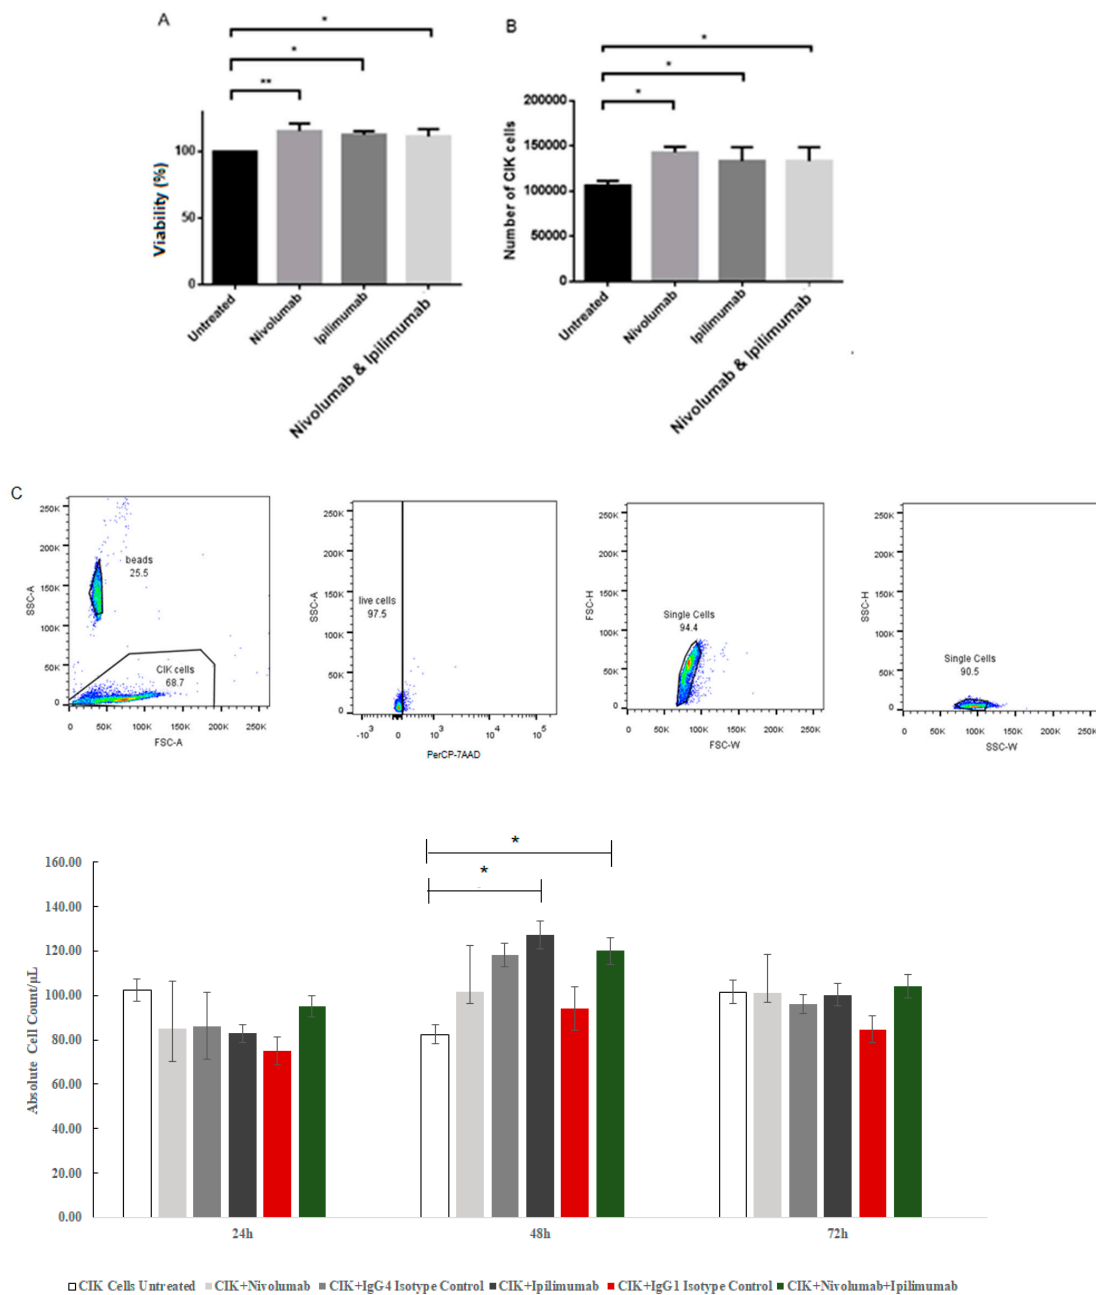 A
*
*
**
Viability (%)
100
50
0
Untreated
Nivolumab
Ipilimumab
Nivolumab & Ipilimumab
B
*
*
*
Number of CIK cells
200000
150000
100000
50000
0
Untreated
Nivolumab
Ipilimumab
Nivolumab & Ipilimumab
C
SSC-A
250K
200K
150K
100K
50K
0
beads
25.5
CIK cells
68.7
0 50K 100K 150K 200K 250K
FSC-A
SSC-A
250K
200K
150K
100K
50K
0
live cells
97.5
-10³ 0 10³ 10⁴ 10⁵
PerCP-7AAD
FSC-H
250K
200K
150K
100K
50K
0
Single Cells
94.4
0 50K 100K 150K 200K 250K
FSC-W
SSC-H
250K
200K
150K
100K
50K
0
Single Cells
90.5
0 50K 100K 150K 200K 250K
SSC-W
*
*
Absolute Cell Count/µL
160.00
140.00
120.00
100.00
80.00
60.00
40.00
20.00
0.00
24h 48h 72h
CIK Cells Untreated CIK+Nivolumab CIK+IgG4 Isotype Control CIK+Ipilimumab CIK+IgG1 Isotype Control CIK+Nivolumab+Ipilimumab